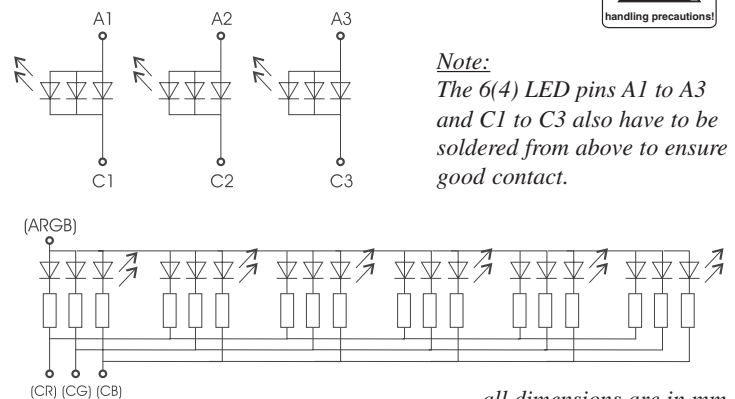 handling precautions!
A1 A2 A3
Note:
The 6(4) LED pins A1 to A3
and C1 to C3 also have to be
soldered from above to ensure
good contact.
C1 C2 C3
(ARGB)
(CR) (CG) (CB)
all dimensions are in mm